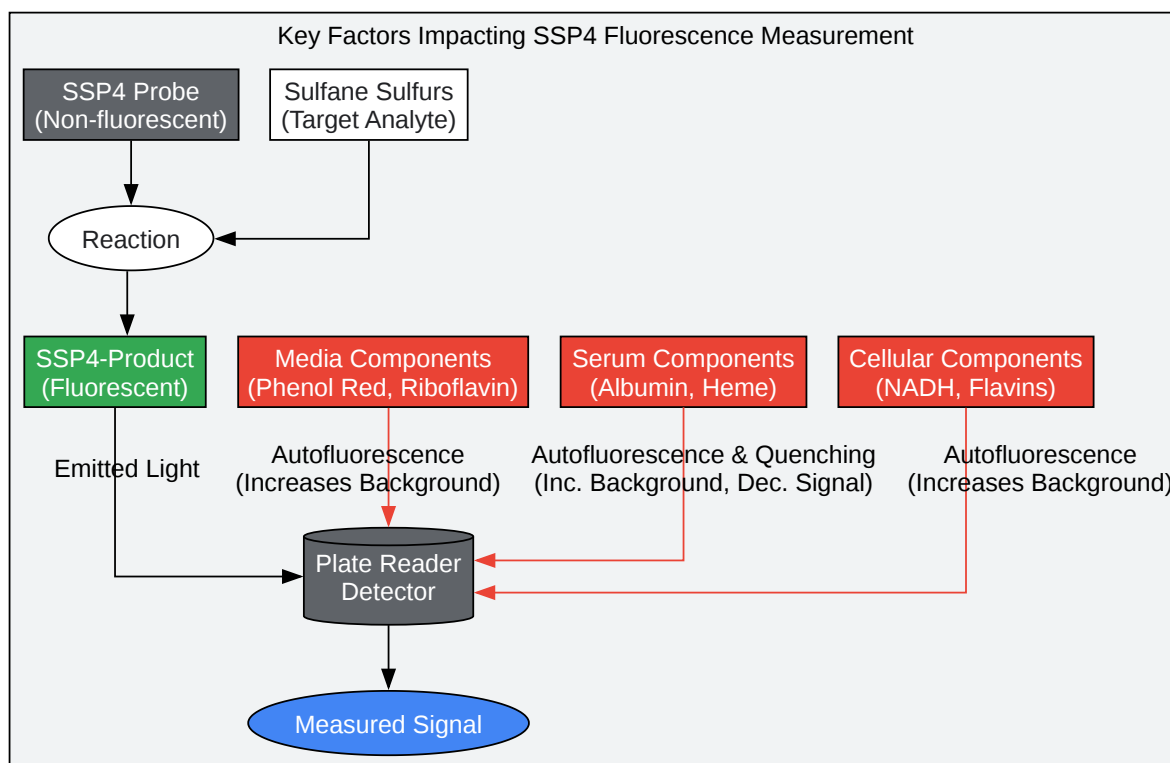 Key Factors Impacting SSP4 Fluorescence Measurement
SSP4 Probe
(Non-fluorescent)
Sulfane Sulfurs
(Target Analyte)
Reaction
SSP4-Product
(Fluorescent)
Media Components
(Phenol Red, Riboflavin)
Serum Components
(Albumin, Heme)
Cellular Components
(NADH, Flavins)
Emitted Light
Autofluorescence
(Increases Background)
Autofluorescence & Quenching
(Inc. Background, Dec. Signal)
Autofluorescence
(Increases Background)
Plate Reader
Detector
Measured Signal